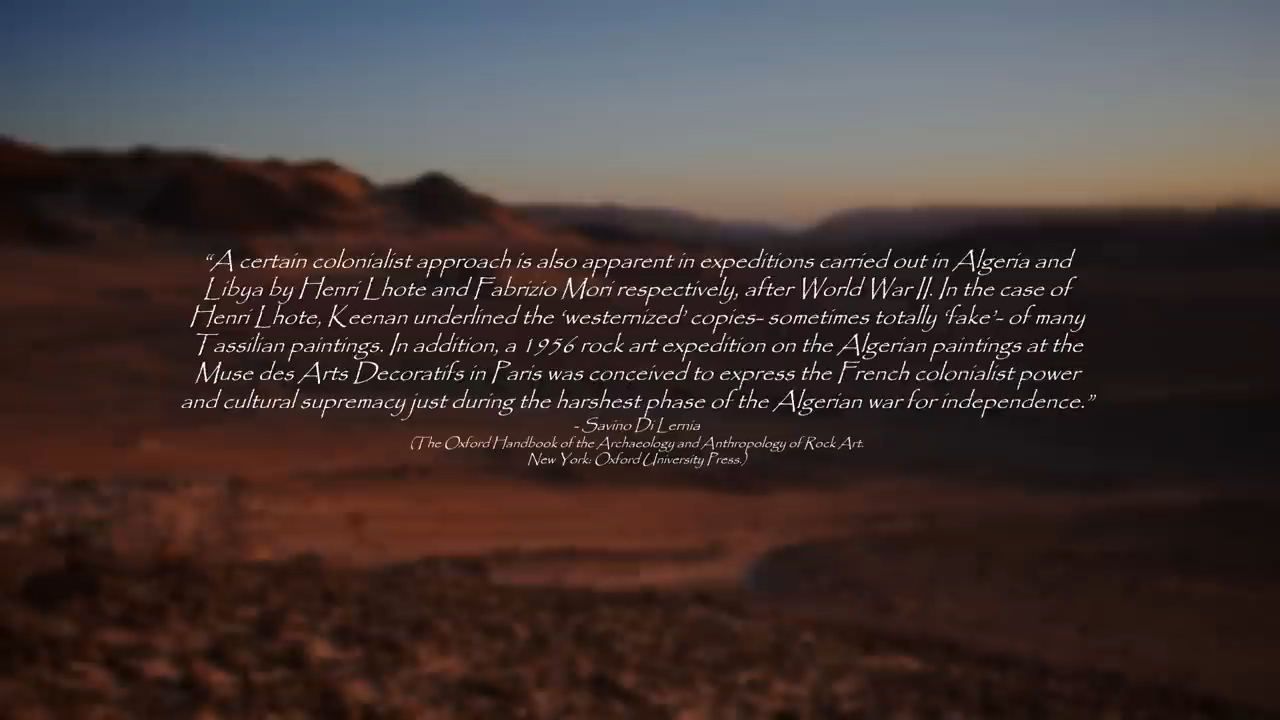 “A certain colonialist approach is also apparent in expeditions carried out in Algeria and
Libya by Henri Lhote and Fabrizio Mori respectively, after World War II. In the case of
Henri Lhote, Keenan underlined the ‘westernized’ copies- sometimes totally ‘fake’- of many
Tassilian paintings. In addition, a 1956 rock art expedition on the Algerian paintings at the
Muse des Arts Decoratifs in Paris was conceived to express the French colonialist power
and cultural supremacy just during the harshest phase of the Algerian war for independence.”
- Savino Di Lernia
(The Oxford Handbook of the Archaeology and Anthropology of Rock Art.
New York: Oxford University Press.)